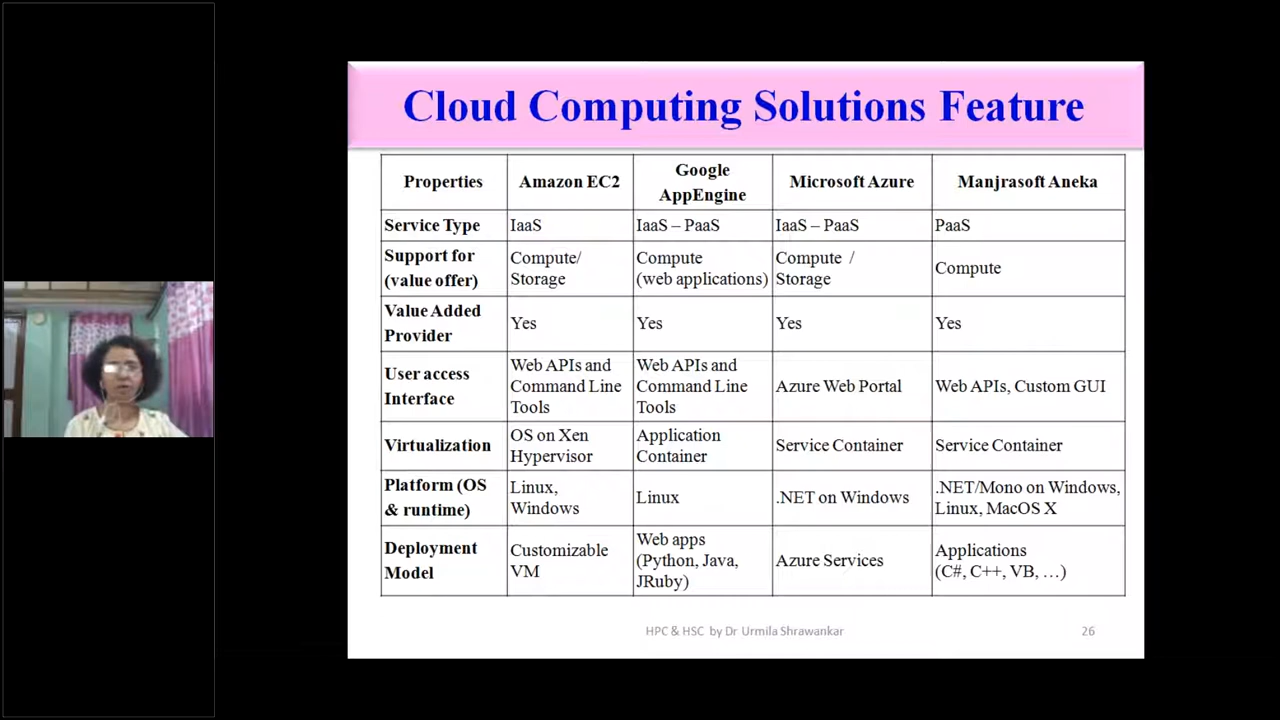 Cloud Computing Solutions Feature
Properties
Amazon EC2
Google
AppEngine
Microsoft Azure
Manjrasoft Aneka
Service Type
IaaS
IaaS – PaaS
IaaS – PaaS
PaaS
Support for
(value offer)
Compute/
Storage
Compute
(web applications)
Compute /
Storage
Compute
Value Added
Provider
Yes
Yes
Yes
Yes
User access
Interface
Web APIs and
Command Line
Tools
Web APIs and
Command Line
Tools
Azure Web Portal
Web APIs, Custom GUI
Virtualization
OS on Xen
Hypervisor
Application
Container
Service Container
Service Container
Platform (OS
& runtime)
Linux,
Windows
Linux
.NET on Windows
.NET/Mono on Windows,
Linux, MacOS X
Deployment
Model
Customizable
VM
Web apps
(Python, Java,
JRuby)
Azure Services
Applications
(C#, C++, VB, …)
HPC & HSC by Dr Urmila Shrawankar
26